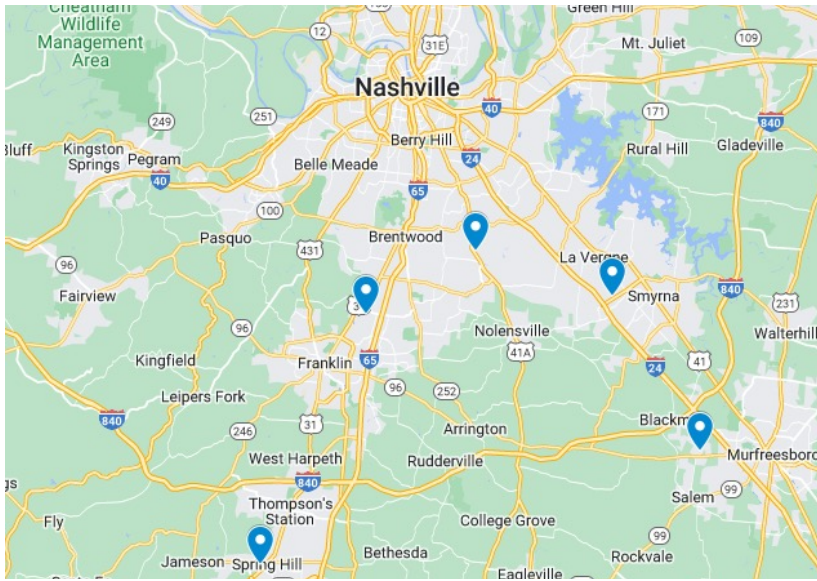 Cheatham
Wildlife
Management
Area
Green Hill
12
31E
Mt. Juliet
109
Nashville
40
249
251
171
840
Bluff
Kingston
Springs
Pegram
Berry Hill
24
Belle Meade
Rural Hill
Gladeville
40
65
100
Pasquo
Brentwood
431
96
La Vergne
Fairview
Smyrna
840
231
96
Nolensville
Walterhill
Kingfield
Franklin
65
41A
41
24
Leipers Fork
96
252
840
246
31
Arrington
Blackm
West Harpeth
Rudderville
Murfreesboro
840
Salem
99
Thompson's
Station
Fly
College Grove
99
Jameson
Spring Hill
Bethesda
Rockvale
Eagleville